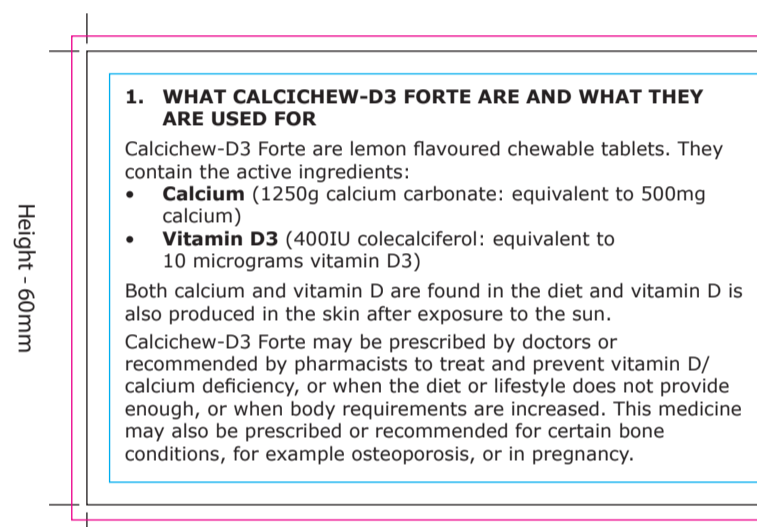 1. WHAT CALCICHEW-D3 FORTE ARE AND WHAT THEY
ARE USED FOR
Calcichew-D3 Forte are lemon flavoured chewable tablets. They
contain the active ingredients:
• Calcium (1250g calcium carbonate: equivalent to 500mg
calcium)
• Vitamin D3 (400IU colecalciferol: equivalent to
10 micrograms vitamin D3)
Both calcium and vitamin D are found in the diet and vitamin D is
also produced in the skin after exposure to the sun.
Calcichew-D3 Forte may be prescribed by doctors or
recommended by pharmacists to treat and prevent vitamin D/
calcium deficiency, or when the diet or lifestyle does not provide
enough, or when body requirements are increased. This medicine
may also be prescribed or recommended for certain bone
conditions, for example osteoporosis, or in pregnancy.
Height - 60mm